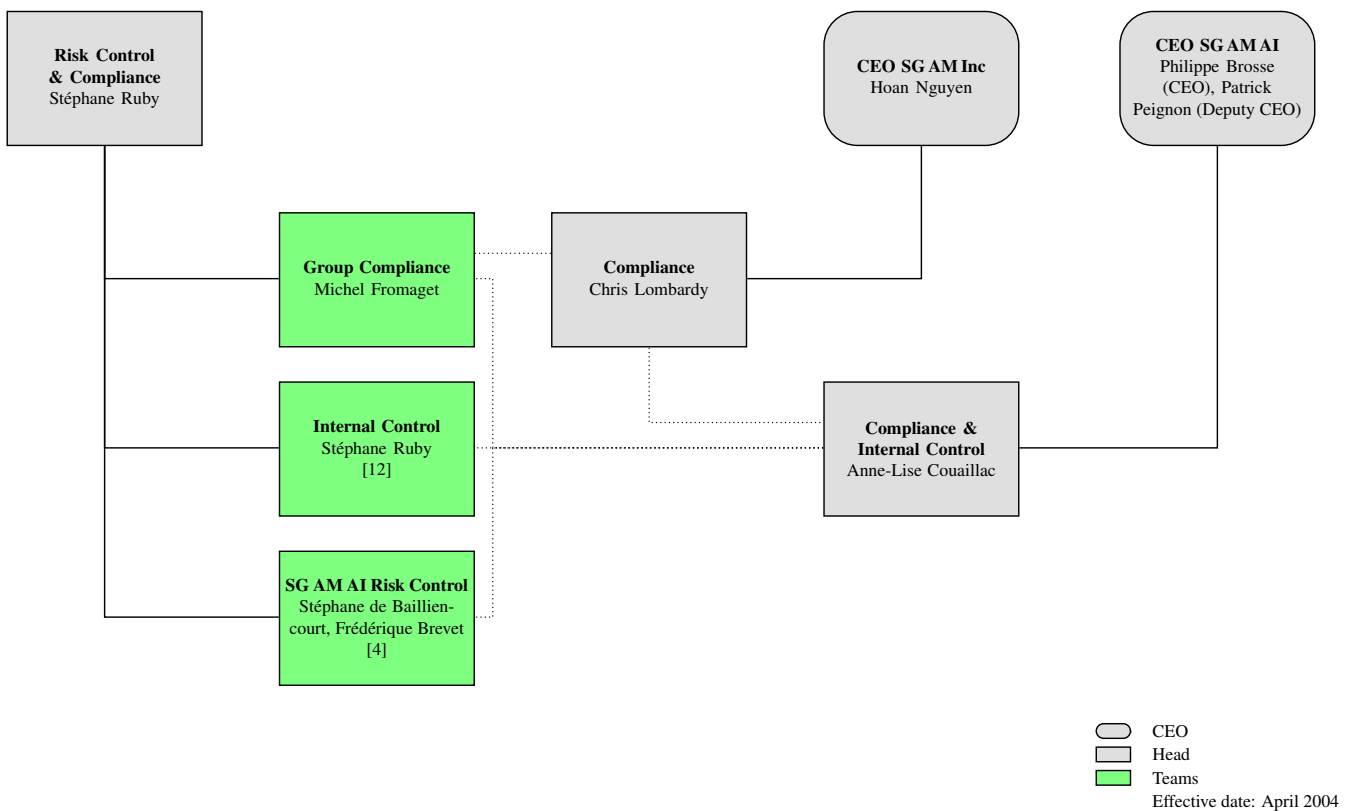 Risk Control
& Compliance
Stéphane Ruby
CEO SG AM Inc
Hoan Nguyen
CEO SG AM AI
Philippe Brosse
(CEO), Patrick
Peignon (Deputy CEO)
Group Compliance
Michel Fromaget
Compliance
Chris Lombardy
Internal Control
Stéphane Ruby
[12]
Compliance &
Internal Control
Anne-Lise Couaillac
SG AM AI Risk Control
Stéphane de Baillien-
court, Frédérique Brevet
[4]
CEO
Head
Teams
Effective date: April 2004